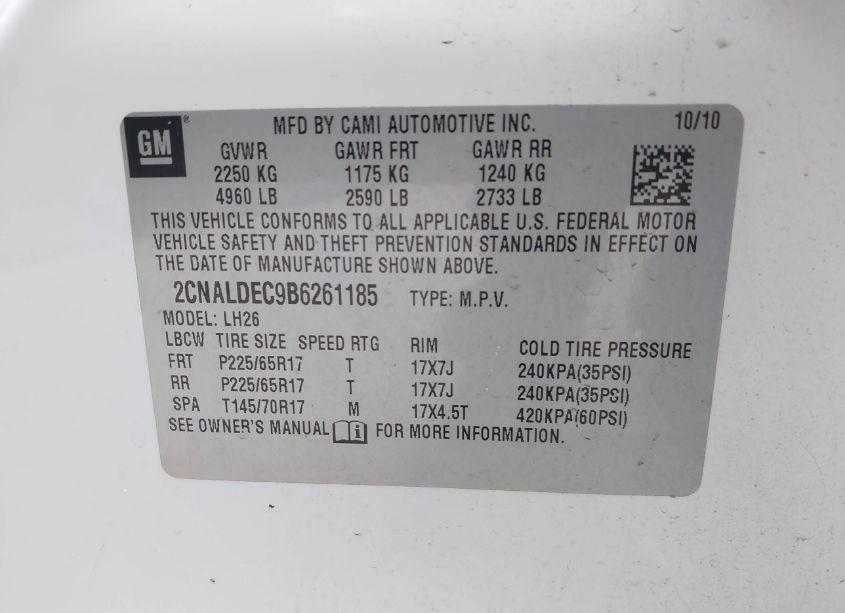 GM® MFD BY CAMI AUTOMOTIVE INC. 10/10
GVWR GAWR FRT GAWR RR
2250 KG 1175 KG 1240 KG
4960 LB 2590 LB 2733 LB
THIS VEHICLE CONFORMS TO ALL APPLICABLE U.S. FEDERAL MOTOR
VEHICLE SAFETY AND THEFT PREVENTION STANDARDS IN EFFECT ON
THE DATE OF MANUFACTURE SHOWN ABOVE.
2CNALDEC9B6261185 TYPE: M.P.V.
MODEL: LH26
LBCW TIRE SIZE SPEED RTG RIM COLD TIRE PRESSURE
FRT P225/65R17 T 17X7J 240KPA(35PSI)
RR P225/65R17 T 17X7J 240KPA(35PSI)
SPA T145/70R17 M 17X4.5T 420KPA(60PSI)
SEE OWNER'S MANUAL i FOR MORE INFORMATION.